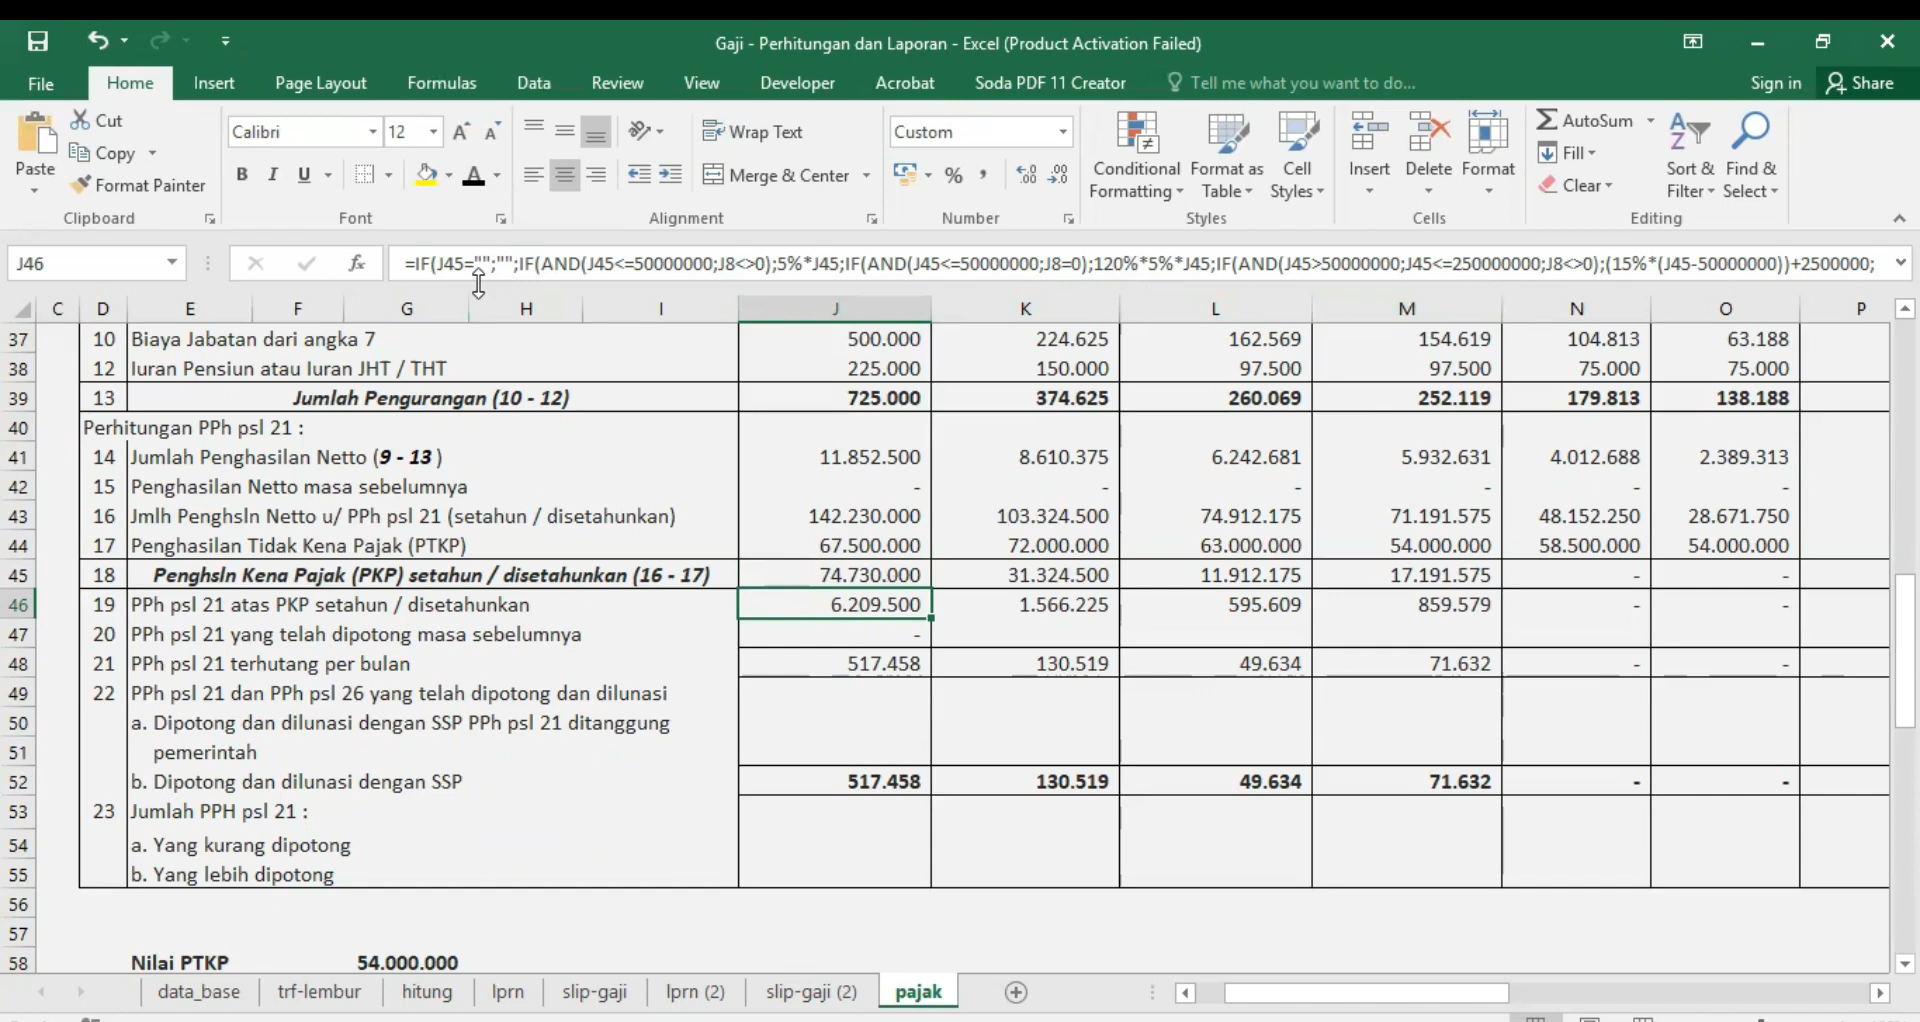 Gaji - Perhitungan dan Laporan - Excel (Product Activation Failed)
File Home Insert Page Layout Formulas Data Review View Developer Acrobat Soda PDF 11 Creator Tell me what you want to do... Sign in Share
Paste Cut Copy Format Painter Clipboard
Calibri 12 B I U A Font
Wrap Text Merge & Center Alignment
Custom % Number
Conditional Formatting Format as Table Cell Styles Styles
Insert Delete Format Cells
AutoSum Fill Clear Sort & Filter Find & Select Editing
J46 fx =IF(J45="";"";IF(AND(J45<=50000000;J8<>0);5%*J45;IF(AND(J45<=50000000;J8=0);120%*5%*J45;IF(AND(J45>50000000;J45<=250000000;J8<>0);(15%*(J45-50000000))+2500000;
C D E F G H I J K L M N O P
37 10 Biaya Jabatan dari angka 7 500.000 224.625 162.569 154.619 104.813 63.188
38 12 Iuran Pensiun atau Iuran JHT / THT 225.000 150.000 97.500 97.500 75.000 75.000
39 13 Jumlah Pengurangan (10 - 12) 725.000 374.625 260.069 252.119 179.813 138.188
40 Perhitungan PPh psl 21 :
41 14 Jumlah Penghasilan Netto (9 - 13 ) 11.852.500 8.610.375 6.242.681 5.932.631 4.012.688 2.389.313
42 15 Penghasilan Netto masa sebelumnya - - - - - -
43 16 Jmlh Penghsln Netto u/ PPh psl 21 (setahun / disetahunkan) 142.230.000 103.324.500 74.912.175 71.191.575 48.152.250 28.671.750
44 17 Penghasilan Tidak Kena Pajak (PTKP) 67.500.000 72.000.000 63.000.000 54.000.000 58.500.000 54.000.000
45 18 Penghsln Kena Pajak (PKP) setahun / disetahunkan (16 - 17) 74.730.000 31.324.500 11.912.175 17.191.575 - -
46 19 PPh psl 21 atas PKP setahun / disetahunkan 6.209.500 1.566.225 595.609 859.579 - -
47 20 PPh psl 21 yang telah dipotong masa sebelumnya -
48 21 PPh psl 21 terhutang per bulan 517.458 130.519 49.634 71.632 - -
49 22 PPh psl 21 dan PPh psl 26 yang telah dipotong dan dilunasi
50 a. Dipotong dan dilunasi dengan SSP PPh psl 21 ditanggung
51 pemerintah
52 b. Dipotong dan dilunasi dengan SSP 517.458 130.519 49.634 71.632 - -
53 23 Jumlah PPH psl 21 :
54 a. Yang kurang dipotong
55 b. Yang lebih dipotong
56
57
58 Nilai PTKP 54.000.000
data_base trf-lembur hitung lprn slip-gaji lprn (2) slip-gaji (2) pajak